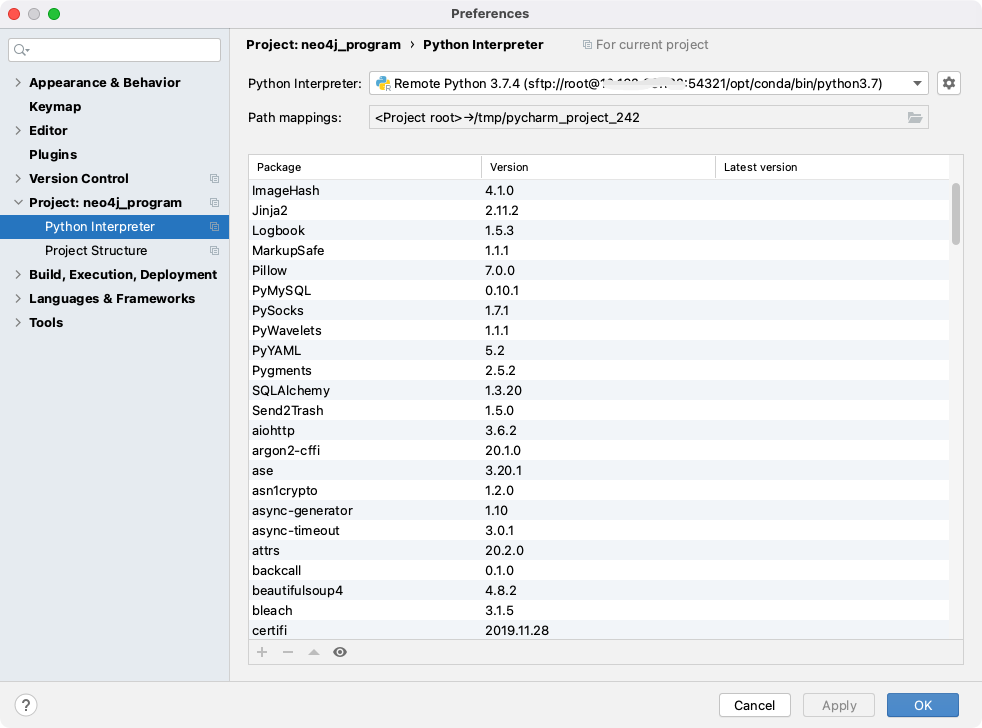 Preferences
Appearance & Behavior
Keymap
Editor
Plugins
Version Control
Project: neo4j_program
Python Interpreter
Project Structure
Build, Execution, Deployment
Languages & Frameworks
Tools
Project: neo4j_program › Python Interpreter For current project
Python Interpreter: Remote Python 3.7.4 (sftp://root@ :54321/opt/conda/bin/python3.7)
Path mappings: <Project root>→/tmp/pycharm_project_242
Package Version Latest version
ImageHash 4.1.0
Jinja2 2.11.2
Logbook 1.5.3
MarkupSafe 1.1.1
Pillow 7.0.0
PyMySQL 0.10.1
PySocks 1.7.1
PyWavelets 1.1.1
PyYAML 5.2
Pygments 2.5.2
SQLAlchemy 1.3.20
Send2Trash 1.5.0
aiohttp 3.6.2
argon2-cffi 20.1.0
ase 3.20.1
asn1crypto 1.2.0
async-generator 1.10
async-timeout 3.0.1
attrs 20.2.0
backcall 0.1.0
beautifulsoup4 4.8.2
bleach 3.1.5
certifi 2019.11.28
? Cancel Apply OK